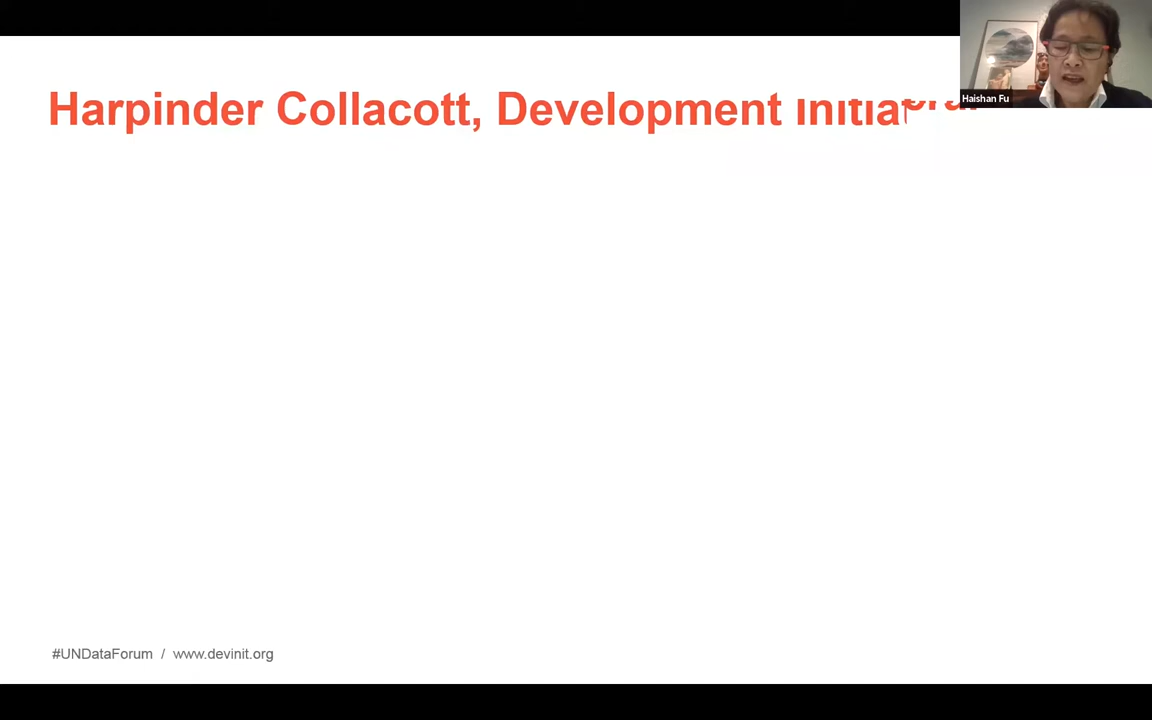 Harpinder Collacott, Development
Haishan Fu
#UNDataForum / www.devinit.org